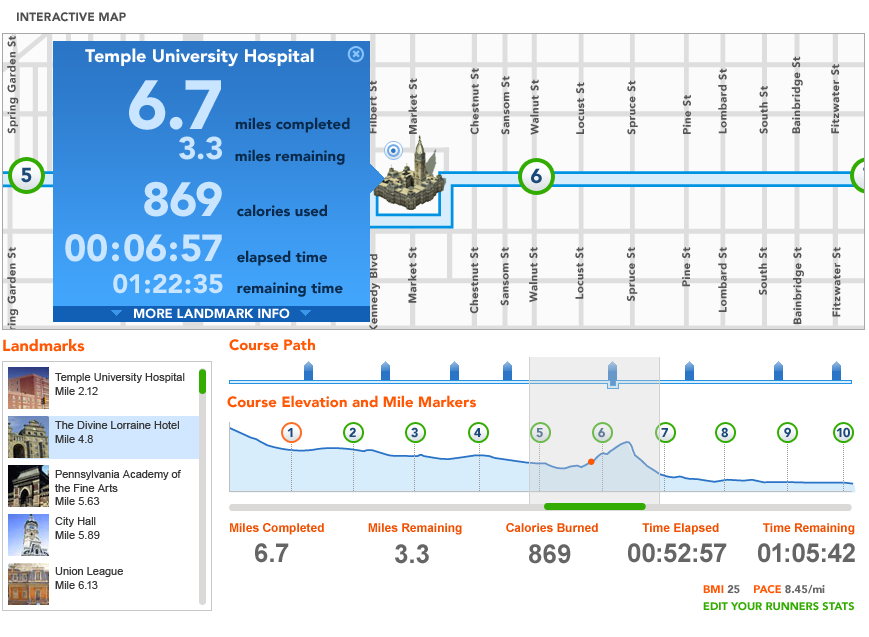 INTERACTIVE MAP
Temple University Hospital
6.7 miles completed
3.3 miles remaining
869 calories used
00:06:57 elapsed time
01:22:35 remaining time
MORE LANDMARK INFO
Spring Garden St
Filbert St
Market St
Chestnut St
Sansom St
Walnut St
Locust St
Spruce St
Pine St
Lombard St
South St
Bainbridge St
Fitzwater St
5
6
ring Garden St
Kennedy Blvd
Market St
Chestnut St
Sansom St
Walnut St
Locust St
Spruce St
Pine St
Lombard St
South St
Bainbridge St
Fitzwater St
Landmarks
Temple University Hospital
Mile 2.12
The Divine Lorraine Hotel
Mile 4.8
Pennsylvania Academy of
the Fine Arts
Mile 5.63
City Hall
Mile 5.89
Union League
Mile 6.13
Course Path
Course Elevation and Mile Markers
1 2 3 4 5 6 7 8 9 10
Miles Completed Miles Remaining Calories Burned Time Elapsed Time Remaining
6.7 3.3 869 00:52:57 01:05:42
BMI 25 PACE 8.45/mi
EDIT YOUR RUNNERS STATS